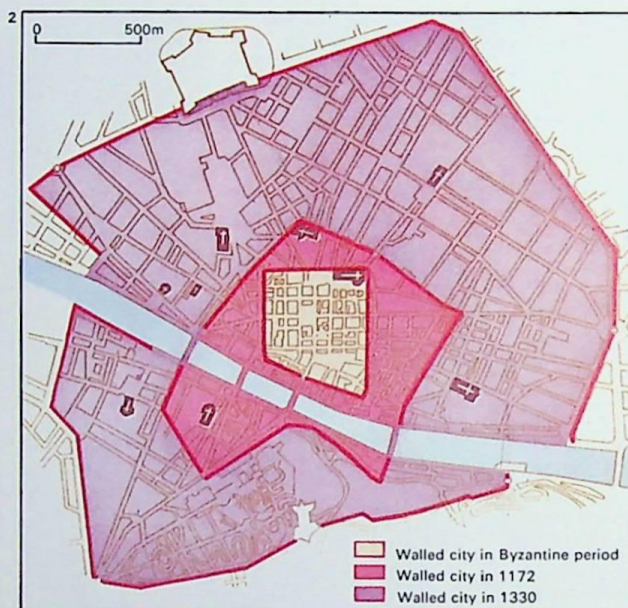 2
0 500m
Walled city in Byzantine period
Walled city in 1172
Walled city in 1330